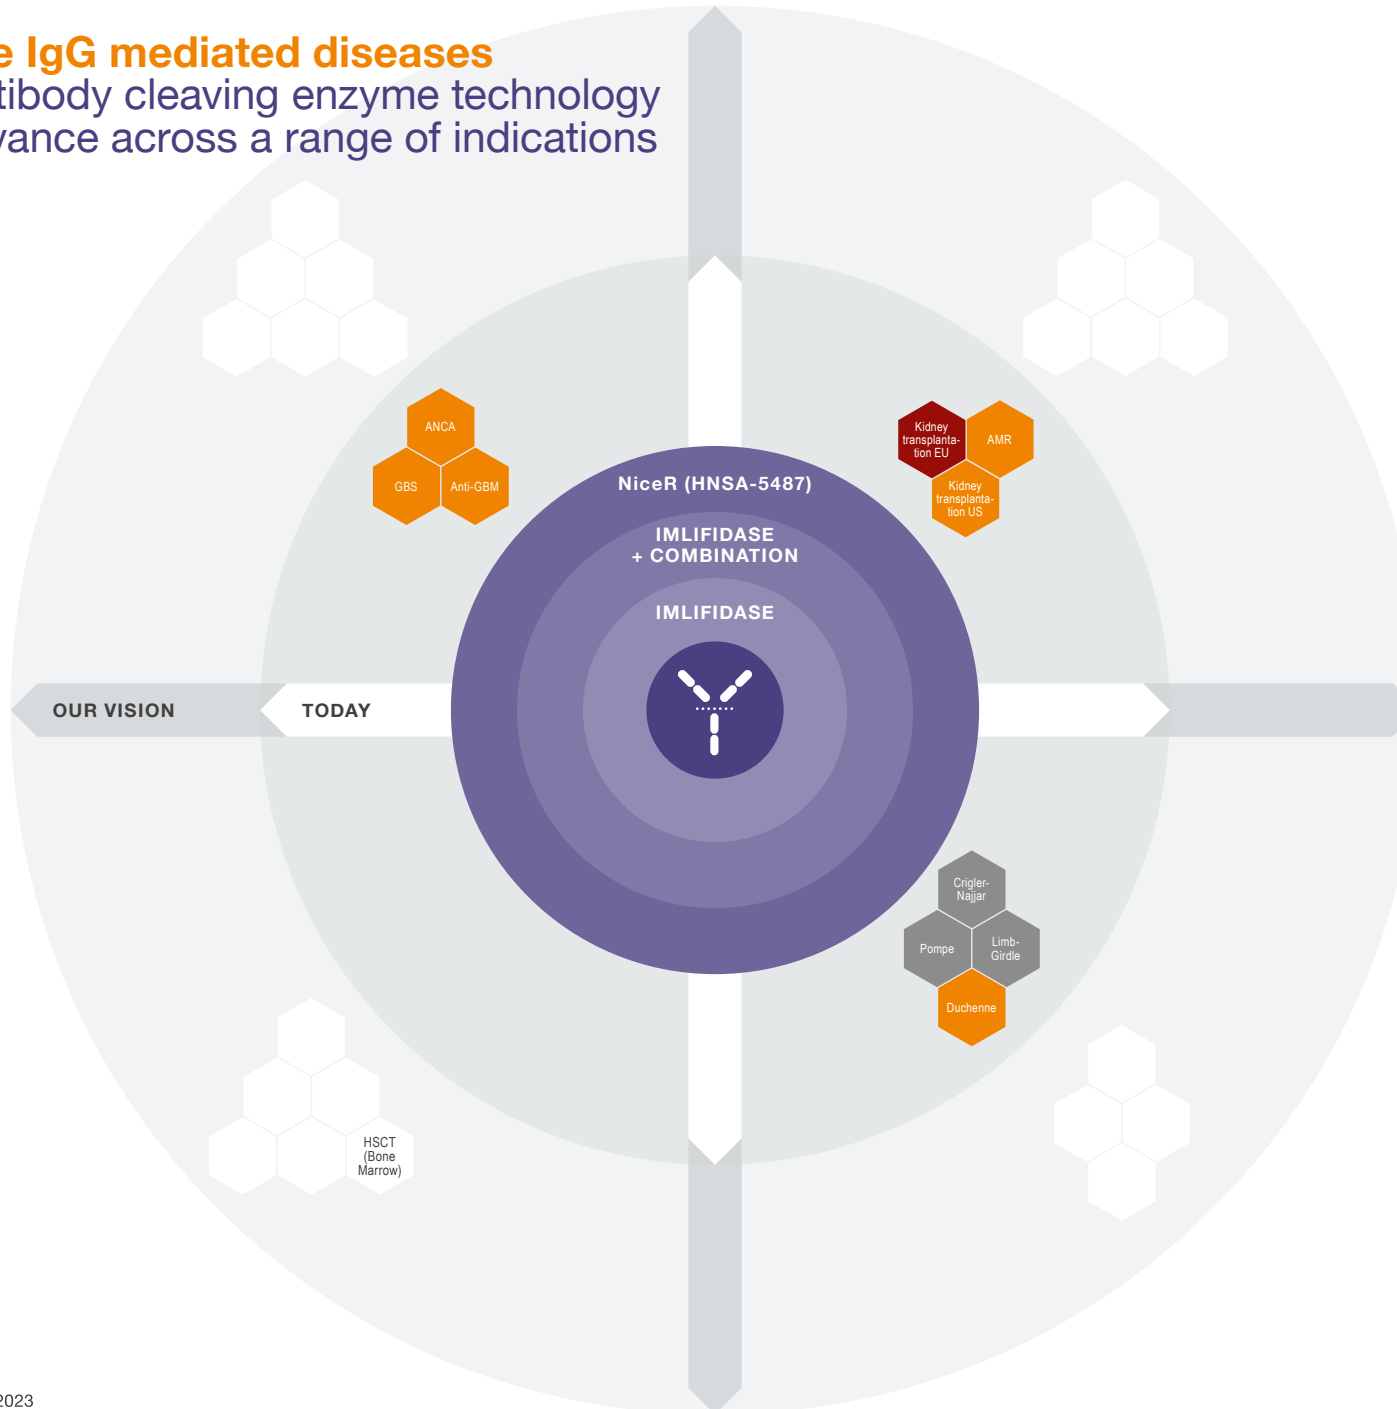 e IgG mediated diseases
tibody cleaving enzyme technology
vance across a range of indications
ANCA
GBS
Anti-GBM
Kidney
transplanta-
tion EU
AMR
Kidney
transplanta-
tion US
NiceR (HNSA-5487)
IMLIFIDASE
+ COMBINATION
IMLIFIDASE
OUR VISION
TODAY
Crigler-
Najjar
Pompe
Limb-
Girdle
Duchenne
HSCT
(Bone
Marrow)
2023